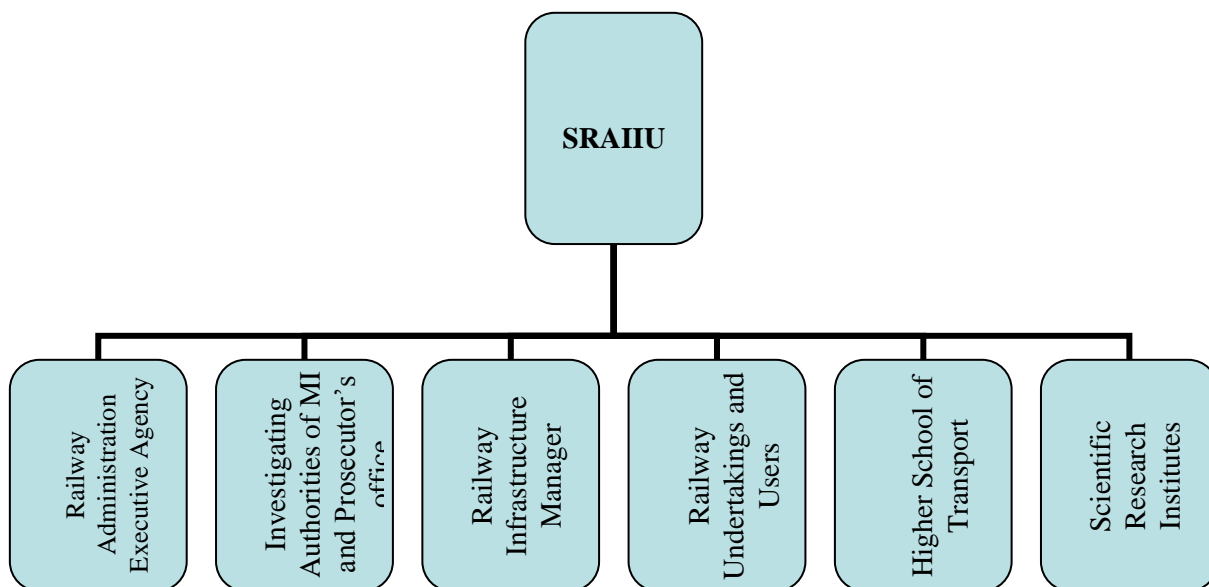 SRAIIU
Railway
Administration
Executive Agency
Investigating
Authorities of MI
and Prosecutor's
office
Railway
Infrastructure
Manager
Railway
Undertakings and
Users
Higher School of
Transport
Scientific
Research
Institutes